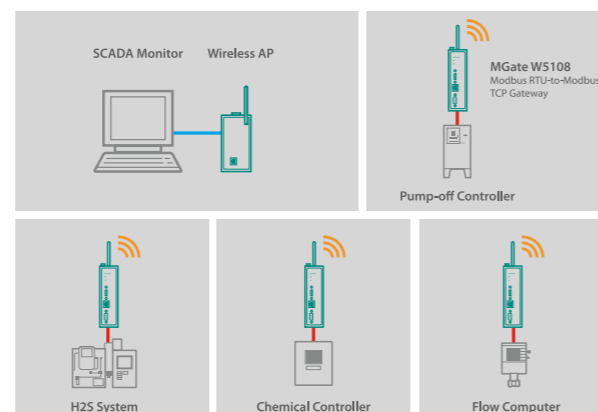 SCADA Monitor
Wireless AP
MGate W5108
Modbus RTU-to-Modbus
TCP Gateway
Pump-off Controller
H2S System
Chemical Controller
Flow Computer